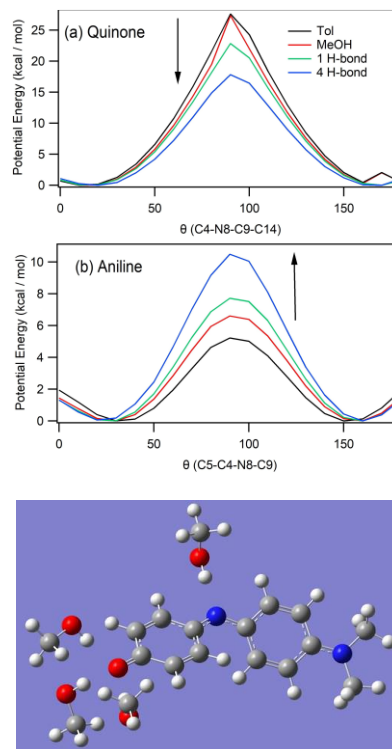 (a) Quinone
Tol
MeOH
1 H-bond
4 H-bond
Potential Energy (kcal / mol)
25
20
15
10
5
0
0
50
100
150
θ (C4-N8-C9-C14)
(b) Aniline
Potential Energy (kcal / mol)
10
8
6
4
2
0
0
50
100
150
θ (C5-C4-N8-C9)